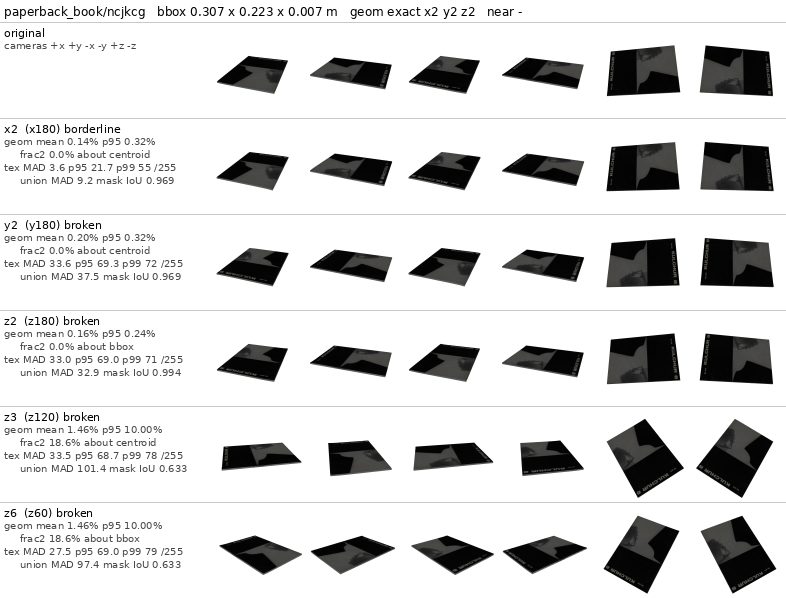 paperback_book/ncjkcg   bbox 0.307 x 0.223 x 0.007 m   geom exact x2 y2 z2   near -
original
cameras +x +y -x -y +z -z
x2  (x180) borderline
geom mean 0.14% p95 0.32%
frac2 0.0% about centroid
tex MAD 3.6 p95 21.7 p99 55 /255
union MAD 9.2 mask IoU 0.969
y2  (y180) broken
geom mean 0.20% p95 0.32%
frac2 0.0% about centroid
tex MAD 33.6 p95 69.3 p99 72 /255
union MAD 37.5 mask IoU 0.969
z2  (z180) broken
geom mean 0.16% p95 0.24%
frac2 0.0% about bbox
tex MAD 33.0 p95 69.0 p99 71 /255
union MAD 32.9 mask IoU 0.994
z3  (z120) broken
geom mean 1.46% p95 10.00%
frac2 18.6% about centroid
tex MAD 33.5 p95 68.7 p99 78 /255
union MAD 101.4 mask IoU 0.633
z6  (z60) broken
geom mean 1.46% p95 10.00%
frac2 18.6% about bbox
tex MAD 27.5 p95 69.0 p99 79 /255
union MAD 97.4 mask IoU 0.633